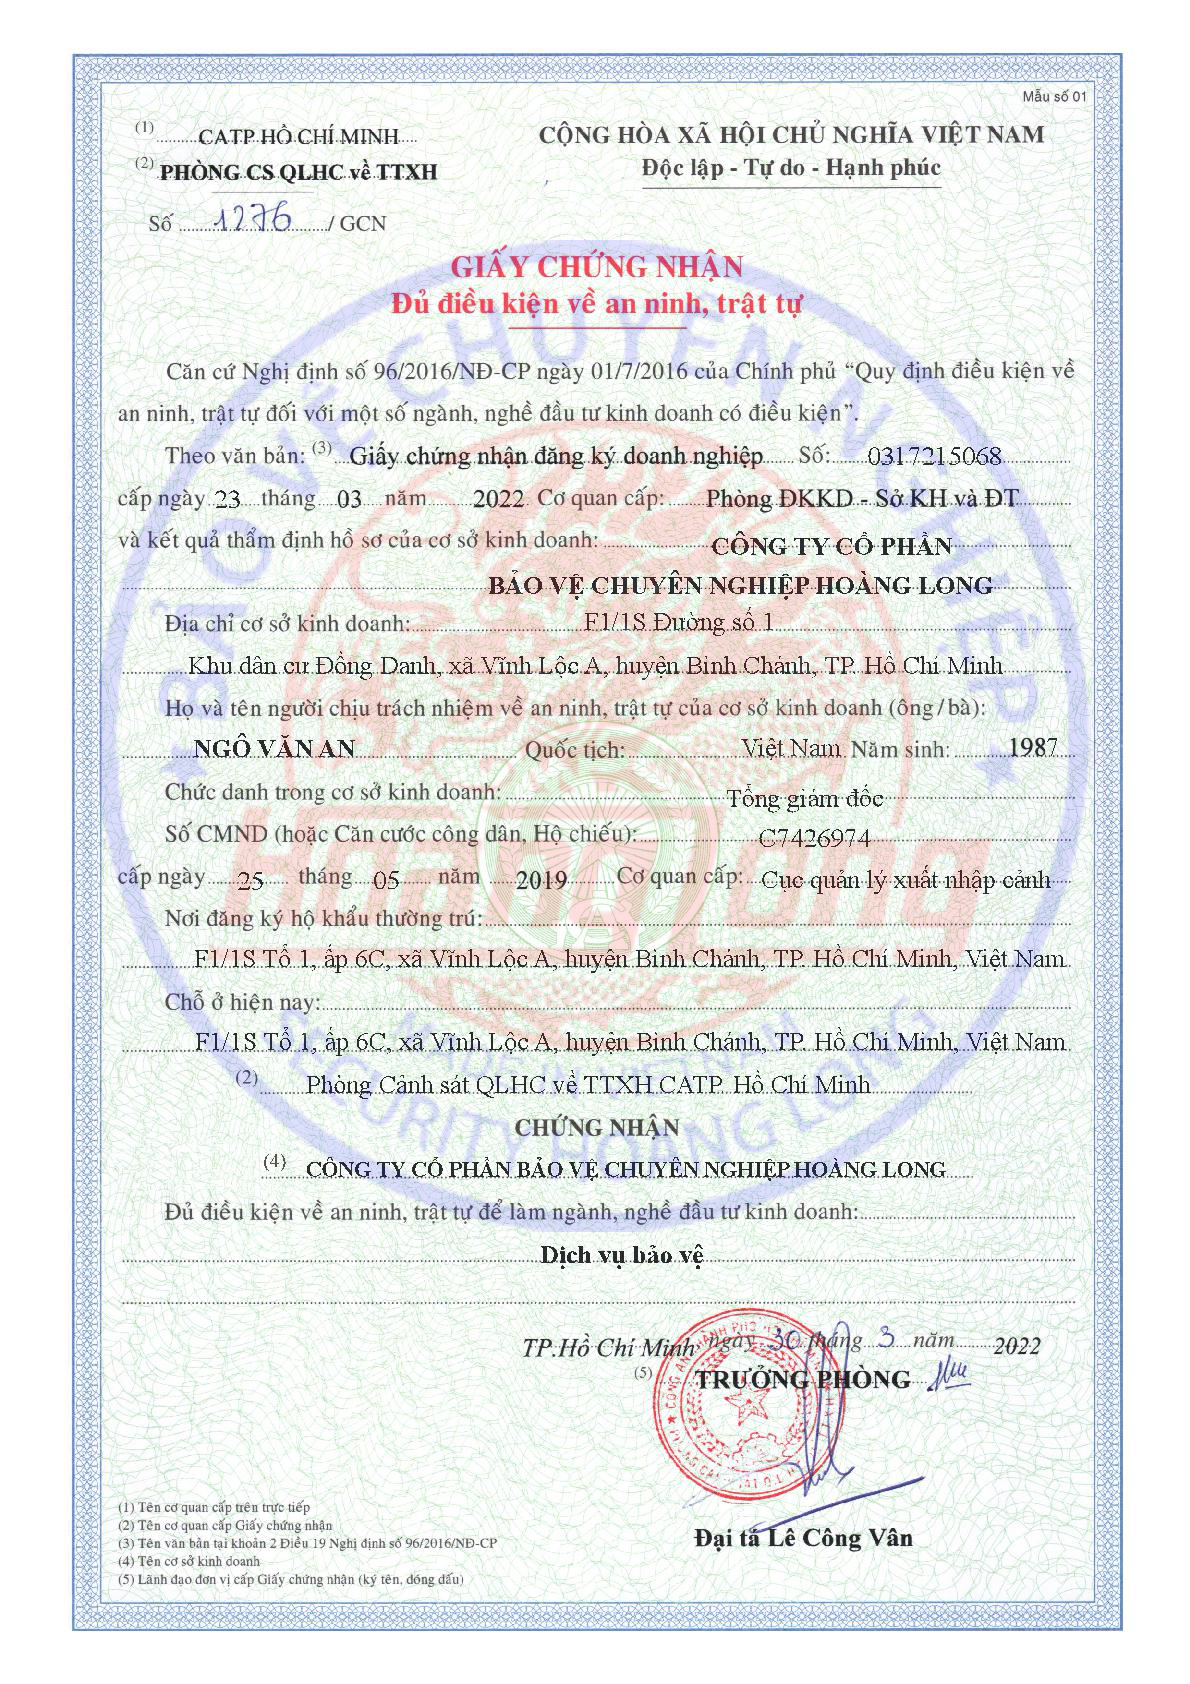 Mẫu số 01
(1) CATP HỒ CHÍ MINH
CỘNG HÒA XÃ HỘI CHỦ NGHĨA VIỆT NAM
(2) PHÒNG CS QLHC về TTXH
Độc lập - Tự do - Hạnh phúc
Số 1276 / GCN
GIẤY CHỨNG NHẬN
Đủ điều kiện về an ninh, trật tự
Căn cứ Nghị định số 96/2016/NĐ-CP ngày 01/7/2016 của Chính phủ “Quy định điều kiện về
an ninh, trật tự đối với một số ngành, nghề đầu tư kinh doanh có điều kiện”.
Theo văn bản: (3) Giấy chứng nhận đăng ký doanh nghiệp Số: 0317215068
cấp ngày 23 tháng 03 năm 2022 Cơ quan cấp: Phòng ĐKKD - Sở KH và ĐT
và kết quả thẩm định hồ sơ của cơ sở kinh doanh: CÔNG TY CỔ PHẦN
BẢO VỆ CHUYÊN NGHIỆP HOÀNG LONG
Địa chỉ cơ sở kinh doanh: F1/1S Đường số 1
Khu dân cư Đồng Danh, xã Vĩnh Lộc A, huyện Bình Chánh, TP. Hồ Chí Minh
Họ và tên người chịu trách nhiệm về an ninh, trật tự của cơ sở kinh doanh (ông/bà):
NGÔ VĂN AN Quốc tịch: Việt Nam Năm sinh: 1987
Chức danh trong cơ sở kinh doanh: Tổng giám đốc
Số CMND (hoặc Căn cước công dân, Hộ chiếu): C7426974
cấp ngày 25 tháng 05 năm 2019 Cơ quan cấp: Cục quản lý xuất nhập cảnh
Nơi đăng ký hộ khẩu thường trú:
F1/1S Tổ 1, ấp 6C, xã Vĩnh Lộc A, huyện Bình Chánh, TP. Hồ Chí Minh, Việt Nam
Chỗ ở hiện nay:
F1/1S Tổ 1, ấp 6C, xã Vĩnh Lộc A, huyện Bình Chánh, TP. Hồ Chí Minh, Việt Nam
(2) Phòng Cảnh sát QLHC về TTXH CATP. Hồ Chí Minh
CHỨNG NHẬN
(4) CÔNG TY CỔ PHẦN BẢO VỆ CHUYÊN NGHIỆP HOÀNG LONG
Đủ điều kiện về an ninh, trật tự để làm ngành, nghề đầu tư kinh doanh:
Dịch vụ bảo vệ
TP.Hồ Chí Minh, ngày 30 tháng 3 năm 2022
(5) TRƯỞNG PHÒNG
Đại tá Lê Công Vân
(1) Tên cơ quan cấp trên trực tiếp
(2) Tên cơ quan cấp Giấy chứng nhận
(3) Tên văn bản tại khoản 2 Điều 19 Nghị định số 96/2016/NĐ-CP
(4) Tên cơ sở kinh doanh
(5) Lãnh đạo đơn vị cấp Giấy chứng nhận (ký tên, đóng dấu)
BẢO VỆ CHUYÊN NGHIỆP
Hoàng Long
SECURITY HOANG LONG